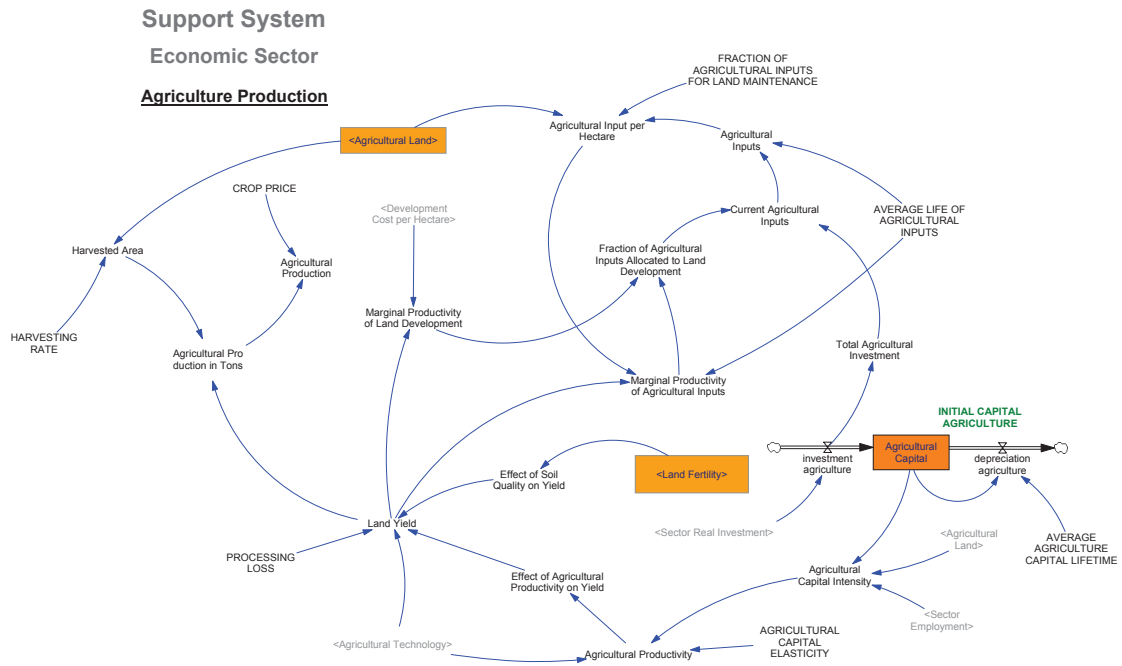 Support System
Economic Sector
Agriculture Production
FRACTION OF
AGRICULTURAL INPUTS
FOR LAND MAINTENANCE
<Agricultural Land>
Agricultural Input per
Hectare
Agricultural
Inputs
CROP PRICE
<Development
Cost per Hectare>
Current Agricultural
Inputs
AVERAGE LIFE OF
AGRICULTURAL
INPUTS
Harvested Area
Agricultural
Production
Fraction of Agricultural
Inputs Allocated to Land
Development
Marginal Productivity
of Land Development
HARVESTING
RATE
Agricultural Pro
duction in Tons
Total Agricultural
Investment
Marginal Productivity
of Agricultural Inputs
INITIAL CAPITAL
AGRICULTURE
Agricultural
Capital
investment
agriculture
depreciation
agriculture
Effect of Soil
Quality on Yield
<Land Fertility>
Land Yield
<Sector Real Investment>
<Agricultural
Land>
AVERAGE
AGRICULTURE
CAPITAL LIFETIME
PROCESSING
LOSS
Effect of Agricultural
Productivity on Yield
Agricultural
Capital Intensity
<Sector
Employment>
<Agricultural Technology>
Agricultural Productivity
AGRICULTURAL
CAPITAL
ELASTICITY